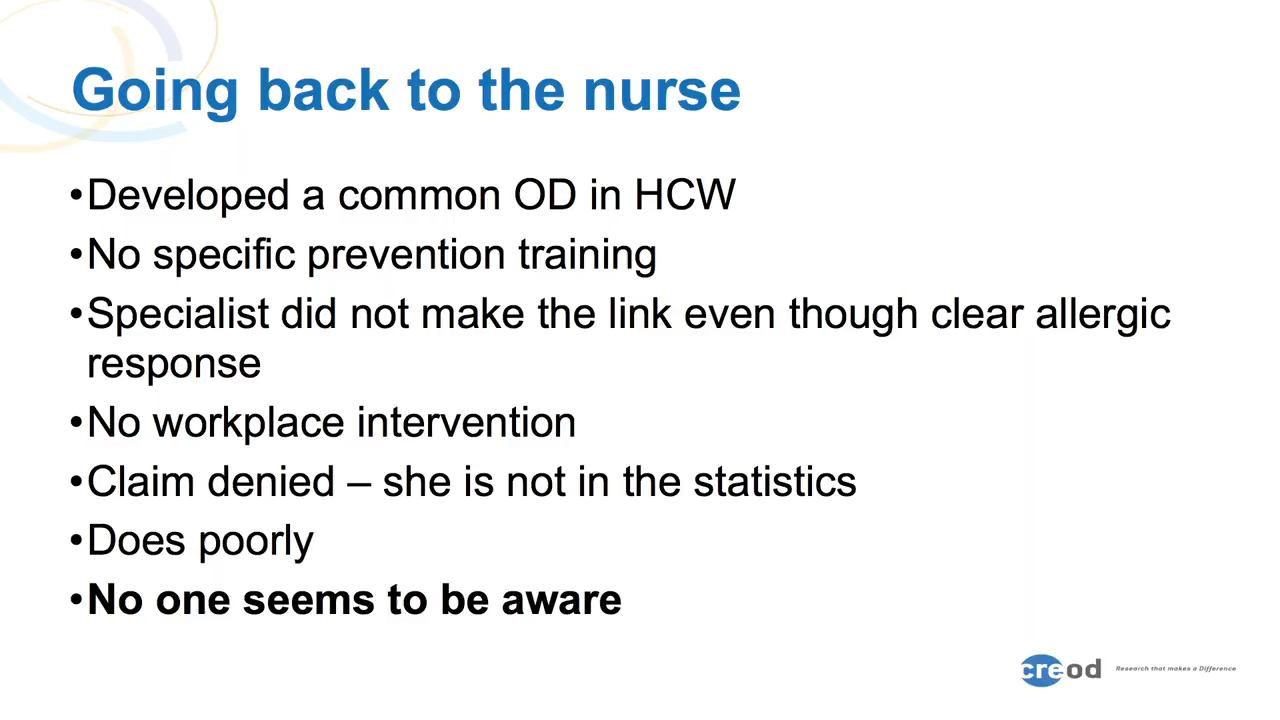 Going back to the nurse
•Developed a common OD in HCW
•No specific prevention training
•Specialist did not make the link even though clear allergic
response
•No workplace intervention
•Claim denied – she is not in the statistics
•Does poorly
•No one seems to be aware
creod Research that makes a Difference